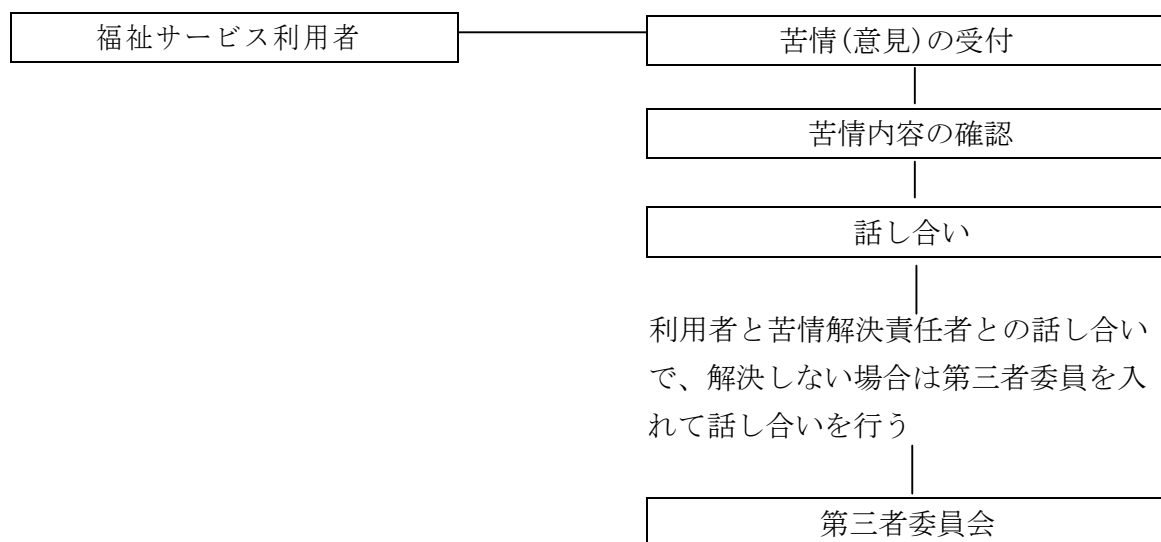 福祉サービス利用者
苦情(意見)の受付
苦情内容の確認
話し合い
利用者と苦情解決責任者との話し合い
で、解決しない場合は第三者委員を入
れて話し合いを行う
第三者委員会